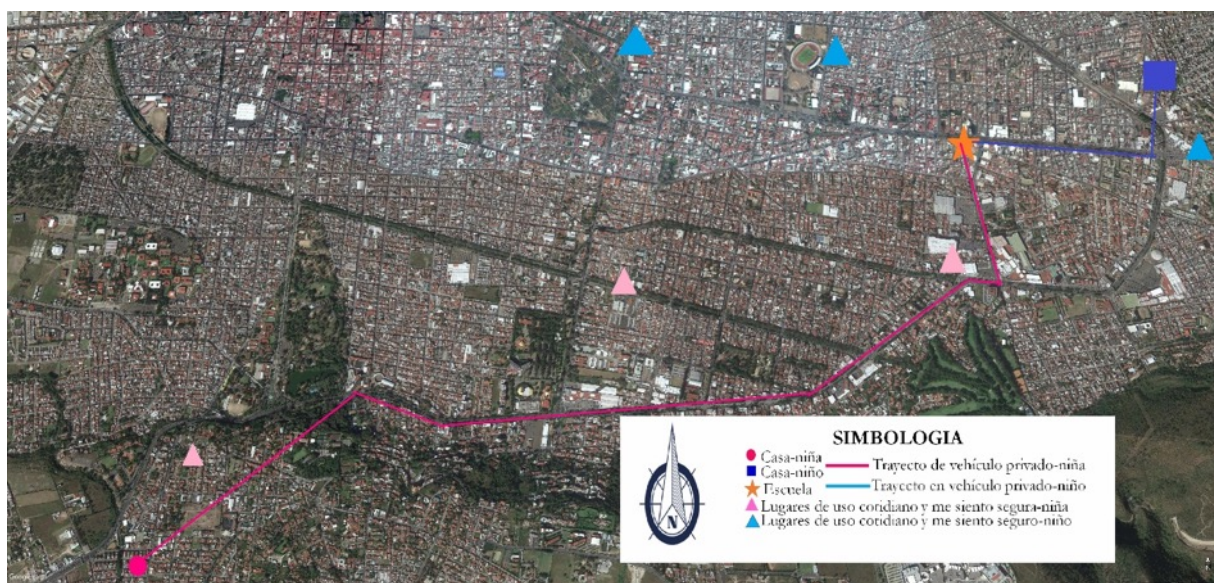 SIMBOLOGIA
Casa-niña
Casa-niño
Escuela
Lugares de uso cotidiano y me siento segura-niña
Lugares de uso cotidiano y me siento seguro-niño
Trayecto de vehículo privado-niña
Trayecto en vehículo privado-niño
N